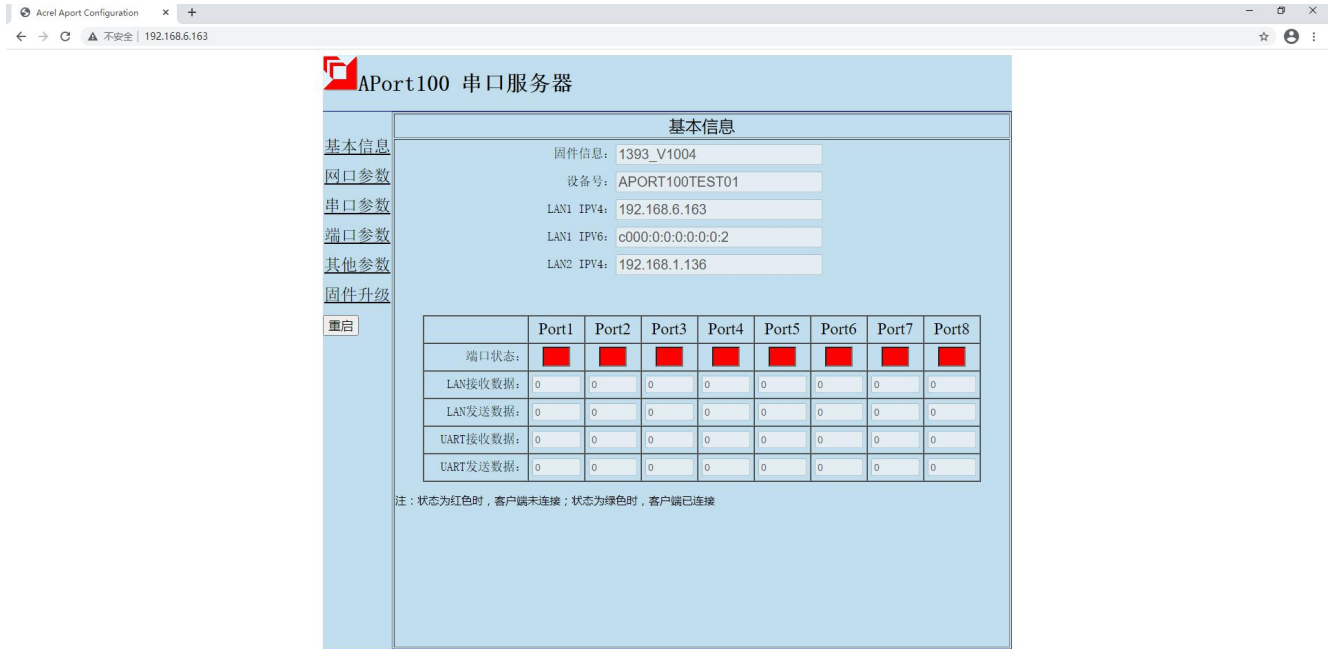 Acrel Aport Configuration
不安全 | 192.168.6.163
APort100 串口服务器
基本信息
网口参数
串口参数
端口参数
其他参数
固件升级
重启
基本信息
固件信息: 1393_V1004
设备号: APORT100TEST01
LAN1 IPV4: 192.168.6.163
LAN1 IPV6: c000:0:0:0:0:0:0:2
LAN2 IPV4: 192.168.1.136
Port1 Port2 Port3 Port4 Port5 Port6 Port7 Port8
端口状态:
LAN接收数据: 0 0 0 0 0 0 0 0
LAN发送数据: 0 0 0 0 0 0 0 0
UART接收数据: 0 0 0 0 0 0 0 0
UART发送数据: 0 0 0 0 0 0 0 0
注：状态为红色时，客户端未连接；状态为绿色时，客户端已连接